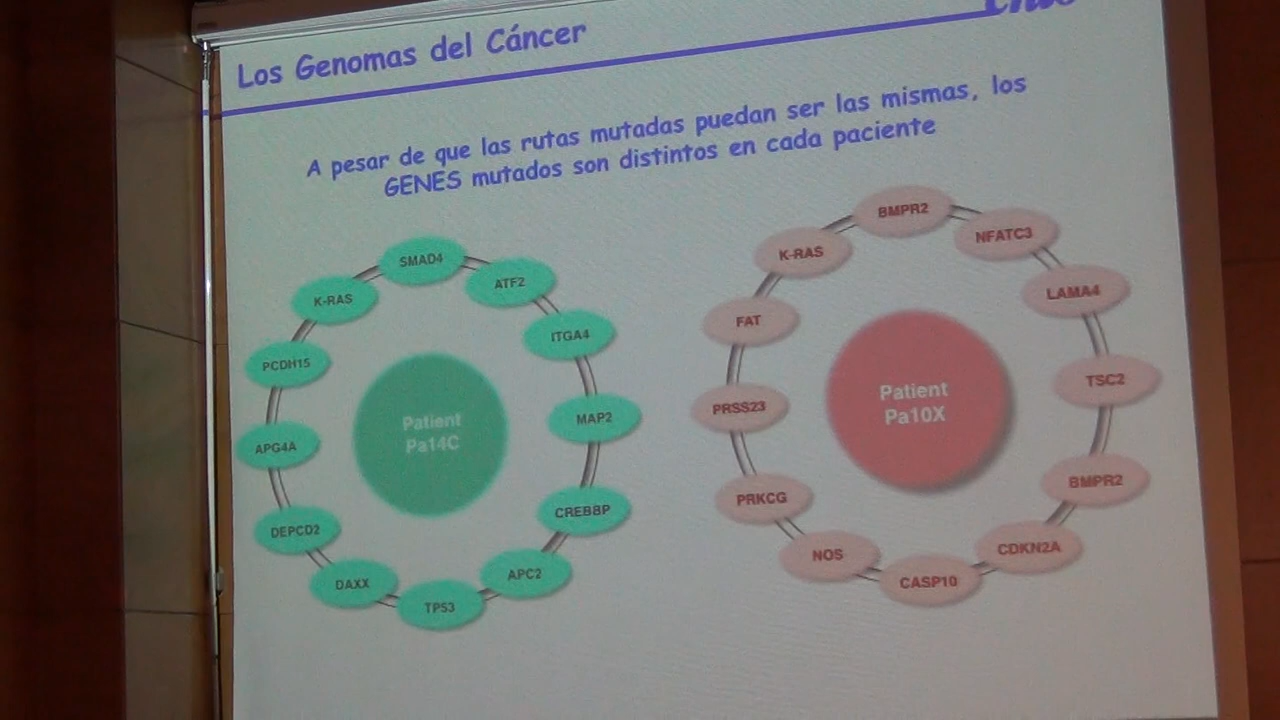 Los Genomas del Cáncer
A pesar de que las rutas mutadas puedan ser las mismas, los
GENES mutados son distintos en cada paciente
SMAD4
ATF2
ITGA4
MAP2
CREBBP
APC2
TP53
DAXX
DEPCD2
APG4A
PCDH15
K-RAS
Patient
Pa14C
BMPR2
NFATC3
LAMA4
TSC2
BMPR2
CDKN2A
CASP10
NOS
PRKCG
PRSS23
FAT
K-RAS
Patient
Pa10X